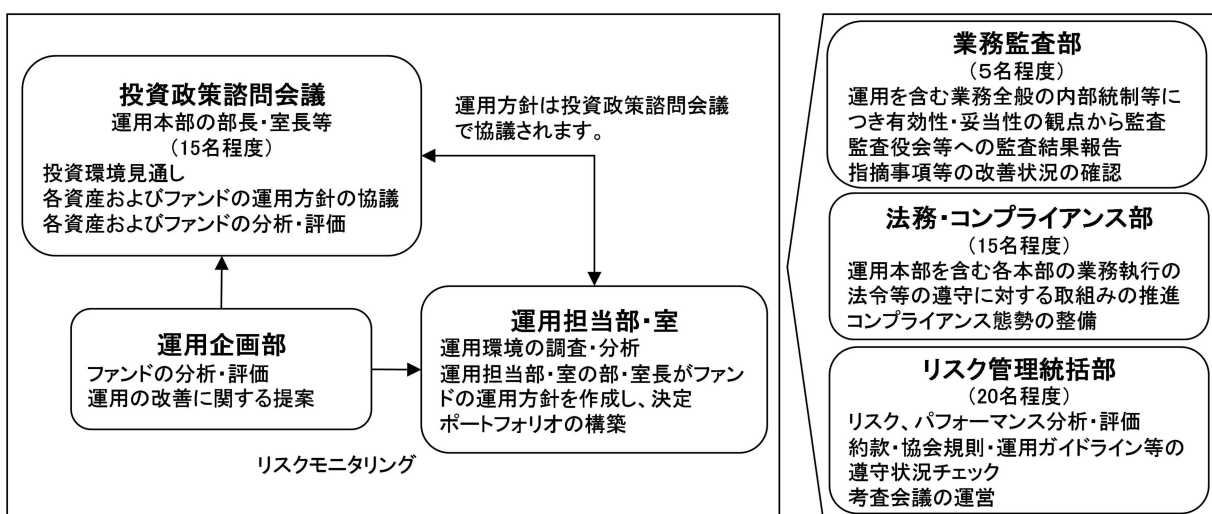 投資政策諮問会議
運用本部の部長・室長等
(15名程度)
投資環境見通し
各資産およびファンドの運用方針の協議
各資産およびファンドの分析・評価
運用方針は投資政策諮問会議
で協議されます。
運用企画部
ファンドの分析・評価
運用の改善に関する提案
運用担当部・室
運用環境の調査・分析
運用担当部・室の部・室長がファン
ドの運用方針を作成し、決定
ポートフォリオの構築
リスクモニタリング
業務監査部
(5名程度)
運用を含む業務全般の内部統制等に
つき有効性・妥当性の観点から監査
監査役会等への監査結果報告
指摘事項等の改善状況の確認
法務・コンプライアンス部
(15名程度)
運用本部を含む各本部の業務執行の
法令等の遵守に対する取組みの推進
コンプライアンス態勢の整備
リスク管理統括部
(20名程度)
リスク、パフォーマンス分析・評価
約款・協会規則・運用ガイドライン等の
遵守状況チェック
考査会議の運営